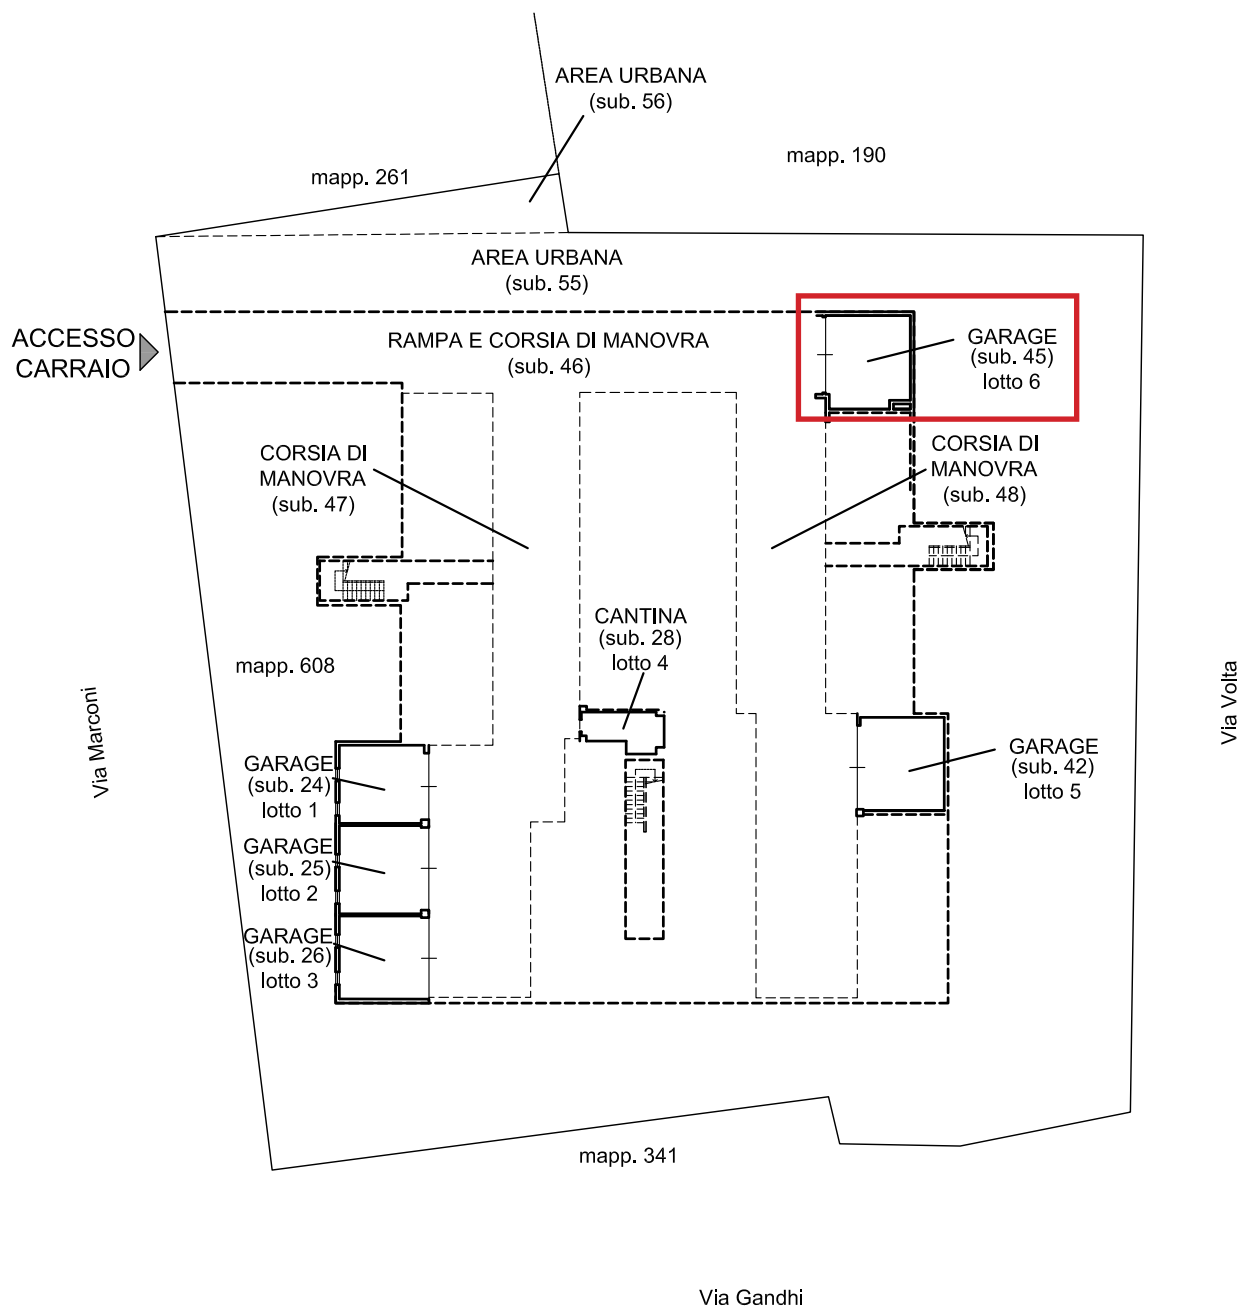 AREA URBANA
(sub. 56)
mapp. 190
mapp. 261
AREA URBANA
(sub. 55)
ACCESSO
CARRAIO
RAMPA E CORSIA DI MANOVRA
(sub. 46)
GARAGE
(sub. 45)
lotto 6
CORSIA DI
MANOVRA
(sub. 47)
CORSIA DI
MANOVRA
(sub. 48)
CANTINA
(sub. 28)
lotto 4
mapp. 608
Via Marconi
Via Volta
GARAGE
(sub. 24)
lotto 1
GARAGE
(sub. 42)
lotto 5
GARAGE
(sub. 25)
lotto 2
GARAGE
(sub. 26)
lotto 3
mapp. 341
Via Gandhi